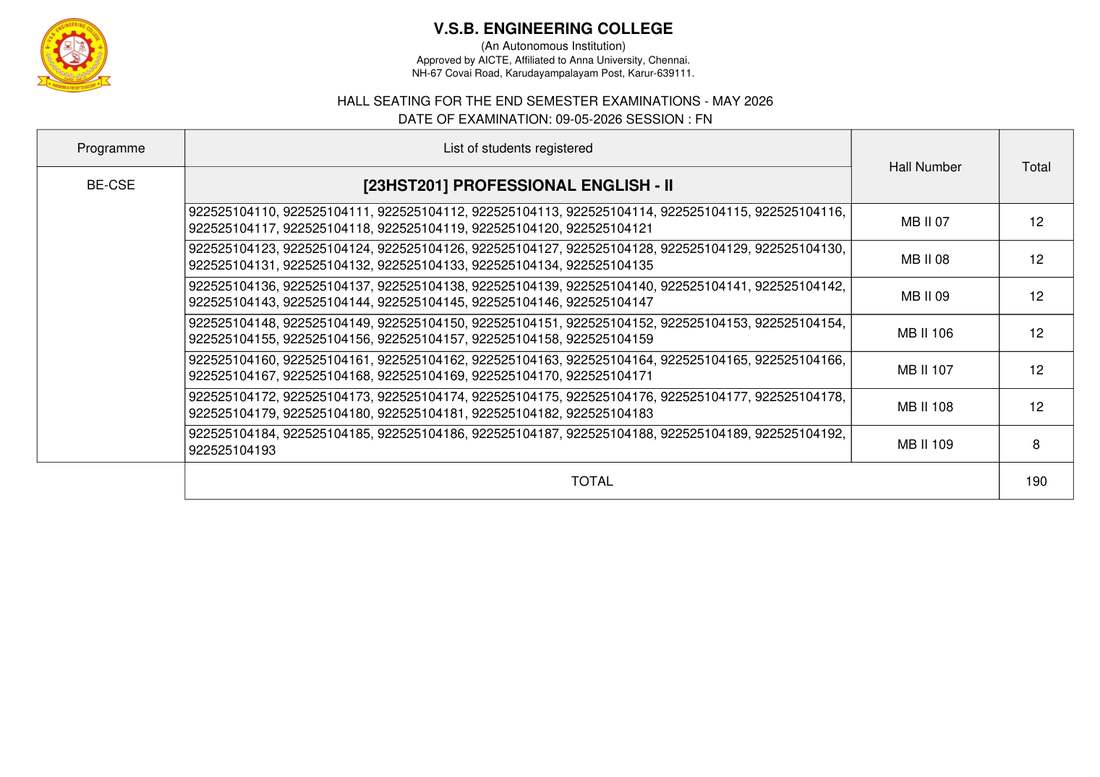 V.S.B. ENGINEERING COLLEGE
(An Autonomous Institution)
Approved by AICTE, Affiliated to Anna University, Chennai.
NH-67 Covai Road, Karudayampalayam Post, Karur-639111.
HALL SEATING FOR THE END SEMESTER EXAMINATIONS - MAY 2026
DATE OF EXAMINATION: 09-05-2026 SESSION : FN
Programme
List of students registered
Hall Number
Total
BE-CSE
[23HST201] PROFESSIONAL ENGLISH - II
922525104110, 922525104111, 922525104112, 922525104113, 922525104114, 922525104115, 922525104116,
922525104117, 922525104118, 922525104119, 922525104120, 922525104121
MB II 07
12
922525104123, 922525104124, 922525104126, 922525104127, 922525104128, 922525104129, 922525104130,
922525104131, 922525104132, 922525104133, 922525104134, 922525104135
MB II 08
12
922525104136, 922525104137, 922525104138, 922525104139, 922525104140, 922525104141, 922525104142,
922525104143, 922525104144, 922525104145, 922525104146, 922525104147
MB II 09
12
922525104148, 922525104149, 922525104150, 922525104151, 922525104152, 922525104153, 922525104154,
922525104155, 922525104156, 922525104157, 922525104158, 922525104159
MB II 106
12
922525104160, 922525104161, 922525104162, 922525104163, 922525104164, 922525104165, 922525104166,
922525104167, 922525104168, 922525104169, 922525104170, 922525104171
MB II 107
12
922525104172, 922525104173, 922525104174, 922525104175, 922525104176, 922525104177, 922525104178,
922525104179, 922525104180, 922525104181, 922525104182, 922525104183
MB II 108
12
922525104184, 922525104185, 922525104186, 922525104187, 922525104188, 922525104189, 922525104192,
922525104193
MB II 109
8
TOTAL
190